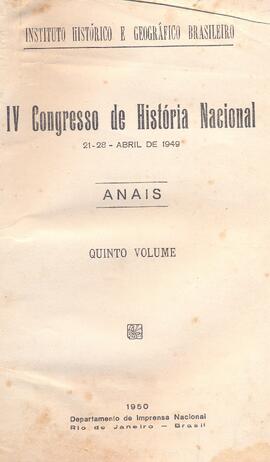 INSTITUTO HISTÓRICO E GEOGRÁFICO BRASILEIRO
IV Congresso de História Nacional
21-28 - ABRIL DE 1949
ANAIS
QUINTO VOLUME
1950
Departamento de Imprensa Nacional
Rio de Janeiro - Brasil